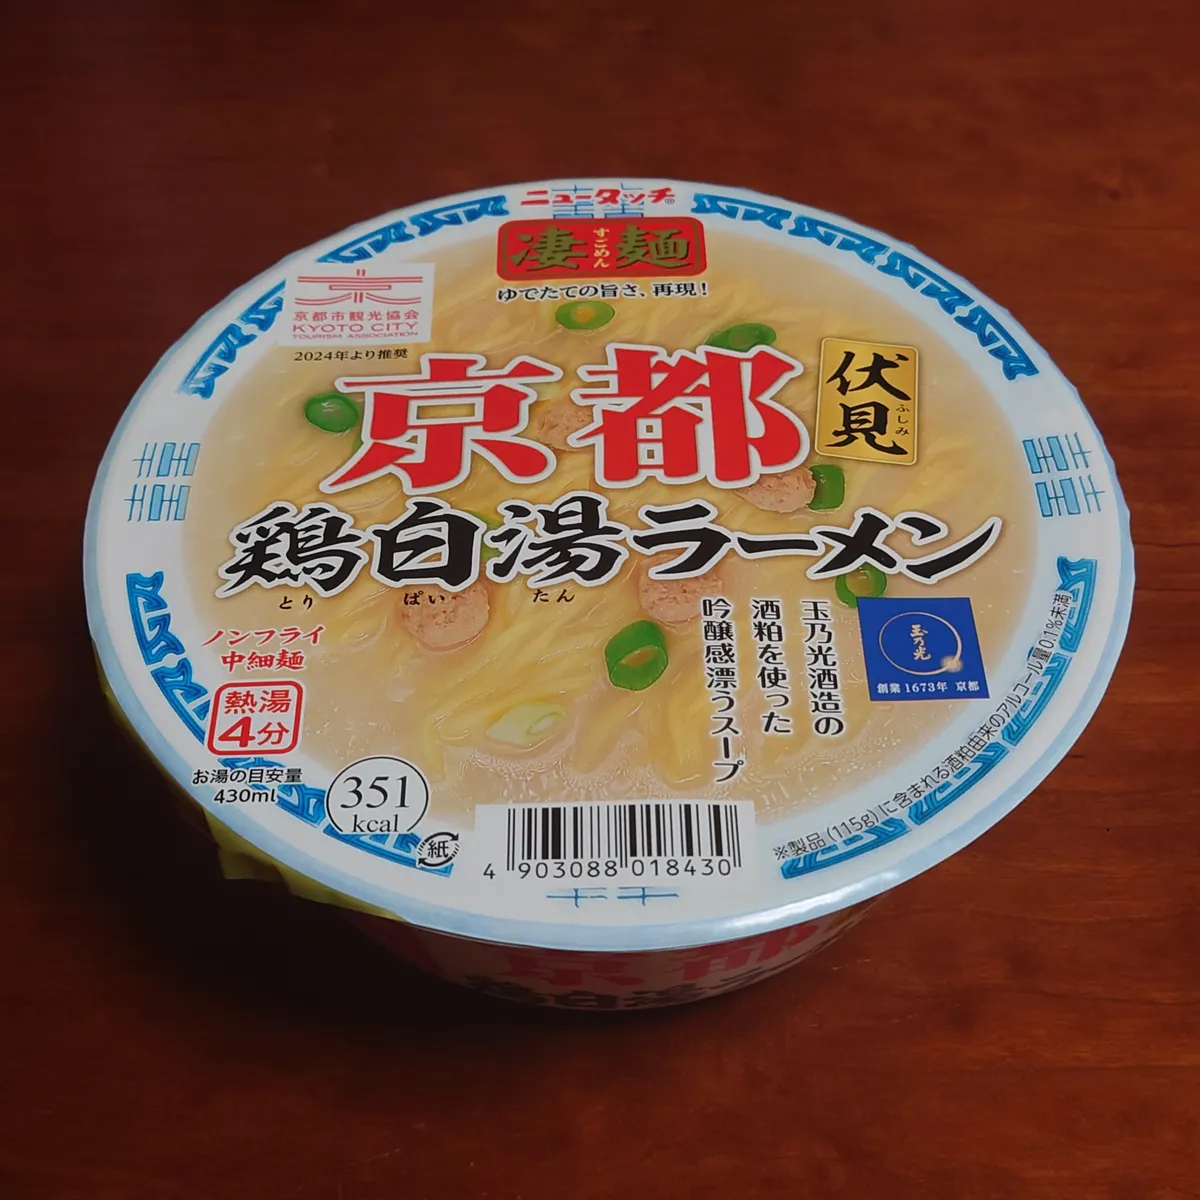 ニュータッチ®
凄麺
すごめん
ゆでたての旨さ、再現！
京
京都市観光協会
KYOTO CITY
TOURISM ASSOCIATION
2024年より推奨
京都
伏見
ふしみ
鶏白湯ラーメン
とり ぱい たん
ノンフライ
中細麺
熱湯
4分
お湯の目安量
430ml
351
kcal
紙
玉乃光酒造の
酒粕を使った
吟醸感漂うスープ
玉乃光
創業1673年 京都
※製品(115g)に含まれる酒粕由来のアルコール量0.1%未満
4 903088 018430
京都
鶏白湯ラ